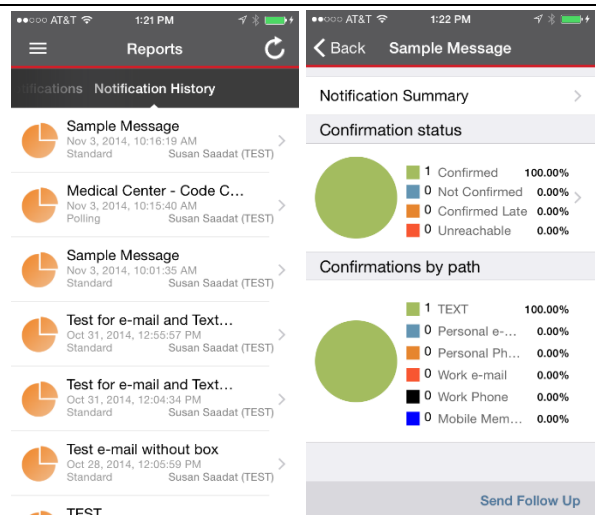 AT&T 1:21 PM
Reports
ifications Notification History
Sample Message
Nov 3, 2014, 10:16:19 AM
Standard Susan Saadat (TEST)
Medical Center - Code C...
Nov 3, 2014, 10:15:40 AM
Polling Susan Saadat (TEST)
Sample Message
Nov 3, 2014, 10:01:35 AM
Standard Susan Saadat (TEST)
Test for e-mail and Text...
Oct 31, 2014, 12:55:57 PM
Standard Susan Saadat (TEST)
Test for e-mail and Text...
Oct 31, 2014, 12:04:34 PM
Standard Susan Saadat (TEST)
Test e-mail without box
Oct 28, 2014, 12:05:59 PM
Standard Susan Saadat (TEST)
TEST
AT&T 1:22 PM
Back Sample Message
Notification Summary
Confirmation status
1 Confirmed 100.00%
0 Not Confirmed 0.00%
0 Confirmed Late 0.00%
0 Unreachable 0.00%
Confirmations by path
1 TEXT 100.00%
0 Personal e-... 0.00%
0 Personal Ph... 0.00%
0 Work e-mail 0.00%
0 Work Phone 0.00%
0 Mobile Mem... 0.00%
Send Follow Up